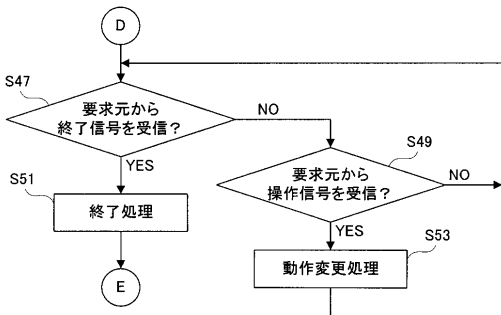 D
S47
要求元から
終了信号を受信？
NO
YES
S49
要求元から
操作信号を受信？
NO
YES
S51
終了処理
S53
動作変更処理
E